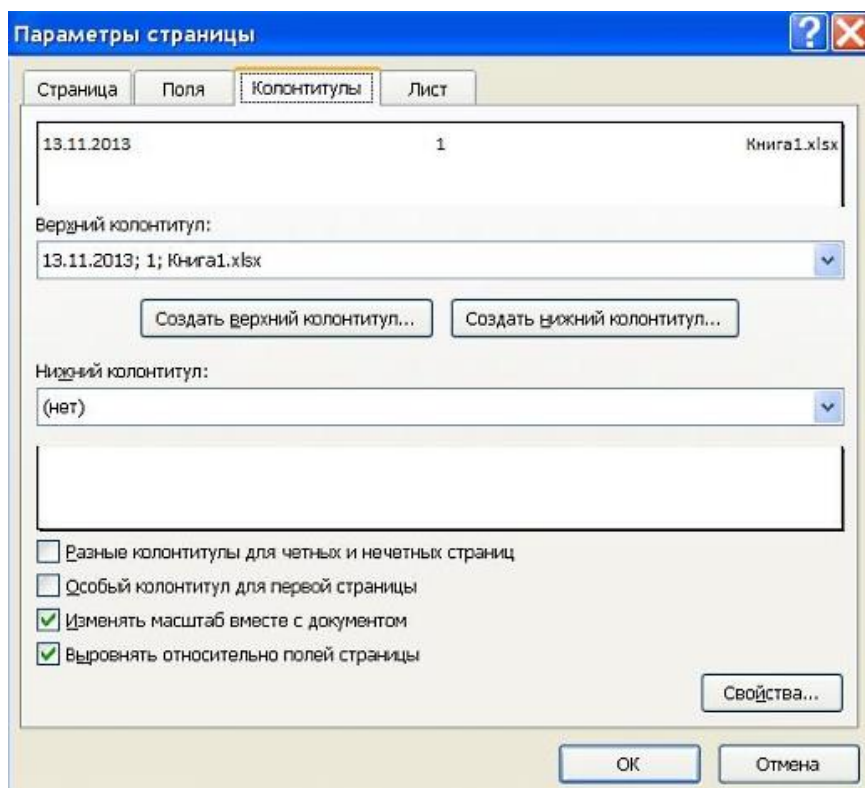 Параметры страницы
Страница Поля Колонтитулы Лист
13.11.2013 1 Книга1.xlsx
Верхний колонтитул:
13.11.2013; 1; Книга1.xlsx
Создать верхний колонтитул... Создать нижний колонтитул...
Нижний колонтитул:
(нет)
Разные колонтитулы для четных и нечетных страниц
Особый колонтитул для первой страницы
Изменять масштаб вместе с документом
Выровнять относительно полей страницы
Свойства...
ОК Отмена